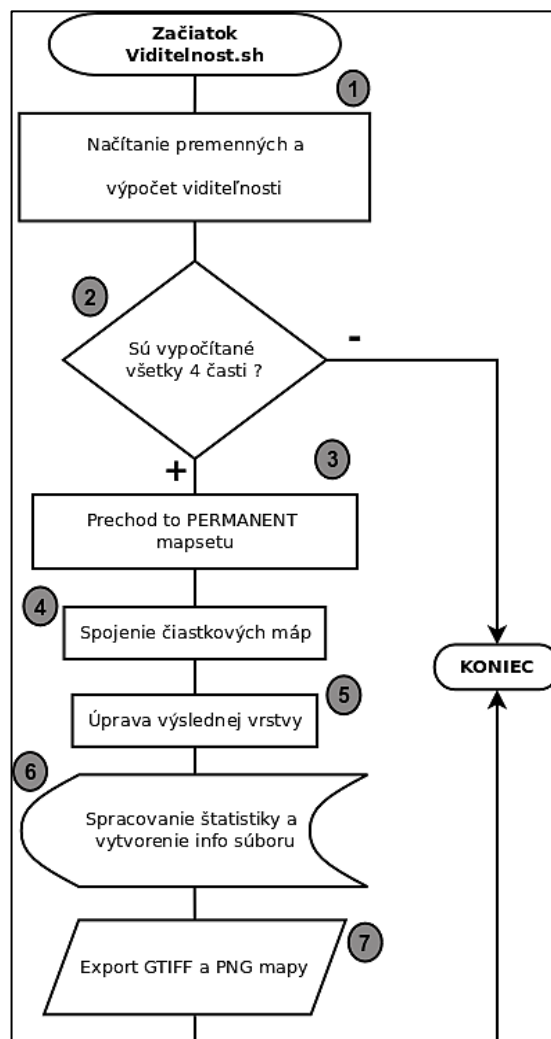 Začiatok
Viditelnost.sh
1
Načítanie premenných a
výpočet viditeľnosti
2
Sú vypočítané
všetky 4 časti ?
-
+
3
Prechod to PERMANENT
mapsetu
4
Spojenie čiastkových máp
KONIEC
5
Úprava výslednej vrstvy
6
Spracovanie štatistiky a
vytvorenie info súboru
7
Export GTIFF a PNG mapy